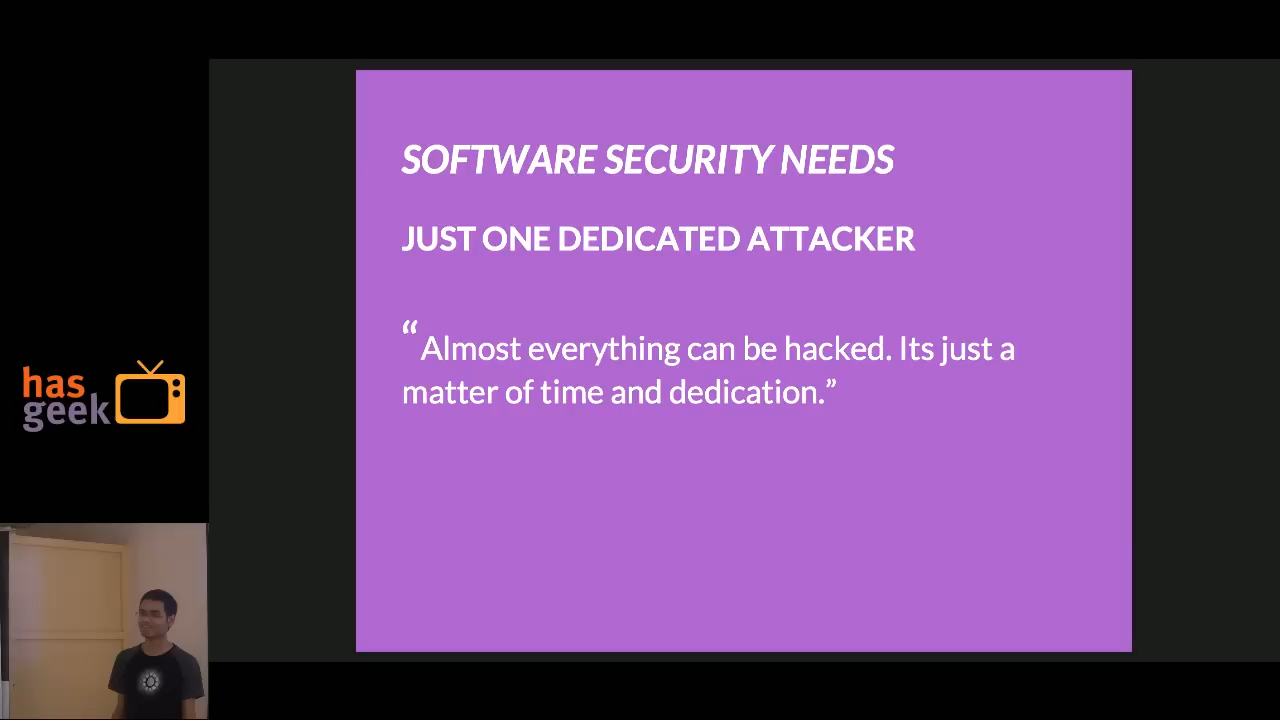 SOFTWARE SECURITY NEEDS
JUST ONE DEDICATED ATTACKER
“Almost everything can be hacked. Its just a
matter of time and dedication.”
has
geek